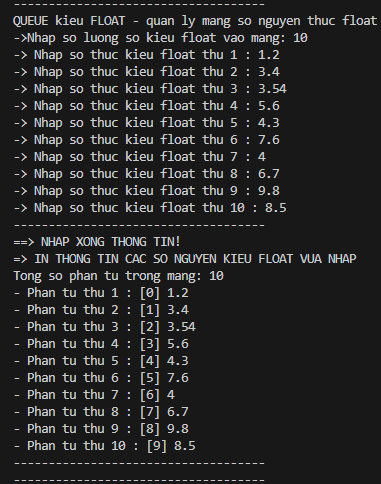 ------------------------------------
QUEUE kieu FLOAT - quan ly mang so nguyen thuc float
->Nhap so luong so kieu float vao mang: 10
-> Nhap so thuc kieu float thu 1 : 1.2
-> Nhap so thuc kieu float thu 2 : 3.4
-> Nhap so thuc kieu float thu 3 : 3.54
-> Nhap so thuc kieu float thu 4 : 5.6
-> Nhap so thuc kieu float thu 5 : 4.3
-> Nhap so thuc kieu float thu 6 : 7.6
-> Nhap so thuc kieu float thu 7 : 4
-> Nhap so thuc kieu float thu 8 : 6.7
-> Nhap so thuc kieu float thu 9 : 9.8
-> Nhap so thuc kieu float thu 10 : 8.5
------------------------------------
==> NHAP XONG THONG TIN!
=> IN THONG TIN CAC SO NGUYEN KIEU FLOAT VUA NHAP
Tong so phan tu trong mang: 10
- Phan tu thu 1 : [0] 1.2
- Phan tu thu 2 : [1] 3.4
- Phan tu thu 3 : [2] 3.54
- Phan tu thu 4 : [3] 5.6
- Phan tu thu 5 : [4] 4.3
- Phan tu thu 6 : [5] 7.6
- Phan tu thu 7 : [6] 4
- Phan tu thu 8 : [7] 6.7
- Phan tu thu 9 : [8] 9.8
- Phan tu thu 10 : [9] 8.5
------------------------------------
------------------------------------